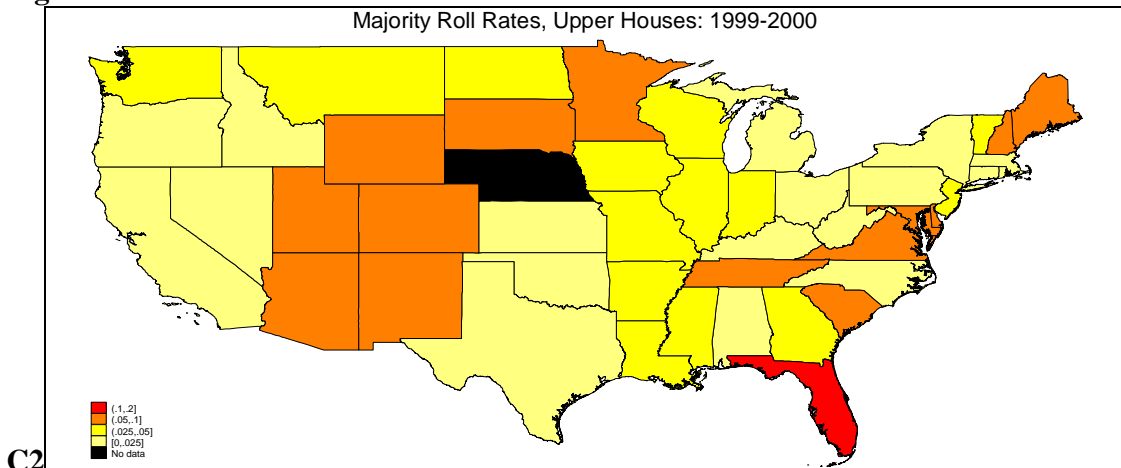 g
Majority Roll Rates, Upper Houses: 1999-2000
(.1,.2]
(.05,.1]
(.025,.05]
[0,.025]
No data
C2